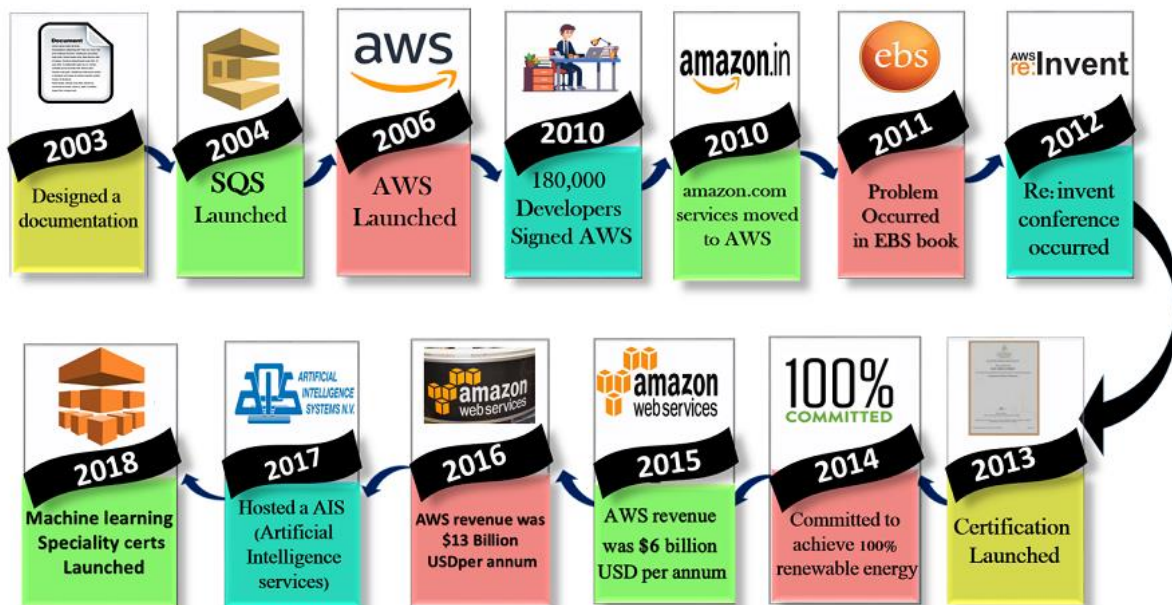 Document
2003
Designed a
documentation
2004
SQS
Launched
aws
2006
AWS
Launched
2010
180,000
Developers
Signed AWS
amazon.in
2010
amazon.com
services moved
to AWS
ebs
2011
Problem
Occurred
in EBS book
AWS
re:Invent
2012
Re: invent
conference
occurred
2013
Certification
Launched
100%
COMMITTED
2014
Committed to
achieve 100%
renewable energy
amazon
webservices
2015
AWS revenue
was $6 billion
USD per annum
amazon
webservices
2016
AWS revenue was
$13 Billion
USDper annum
ARTIFICIAL
INTELLIGENCE
SYSTEMS N.V.
2017
Hosted a AIS
(Artificial
Intelligence
services)
2018
Machine learning
Speciality certs
Launched